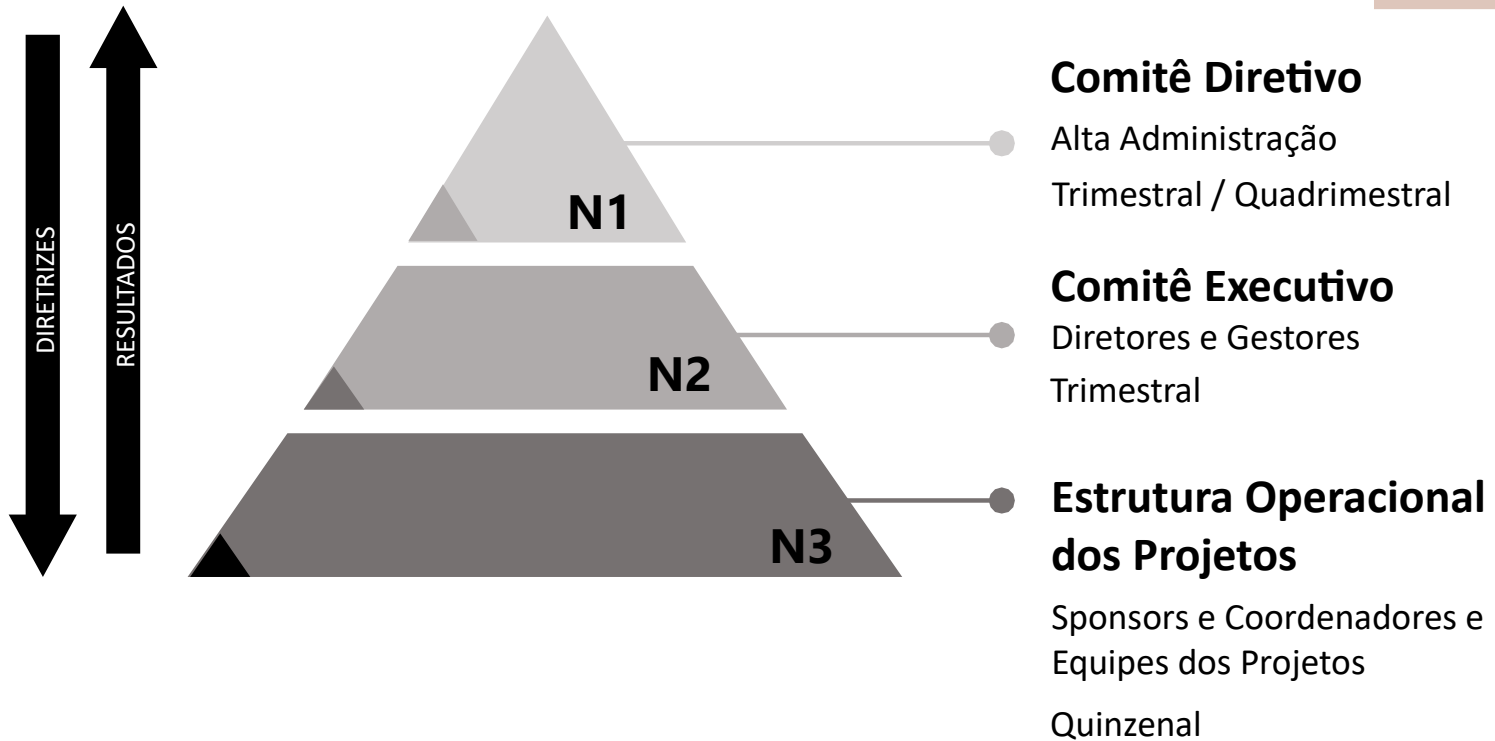 DIRETRIZES
RESULTADOS
N1
Comitê Diretivo
Alta Administração
Trimestral / Quadrimestral
N2
Comitê Executivo
Diretores e Gestores
Trimestral
N3
Estrutura Operacional
dos Projetos
Sponsors e Coordenadores e
Equipes dos Projetos
Quinzenal